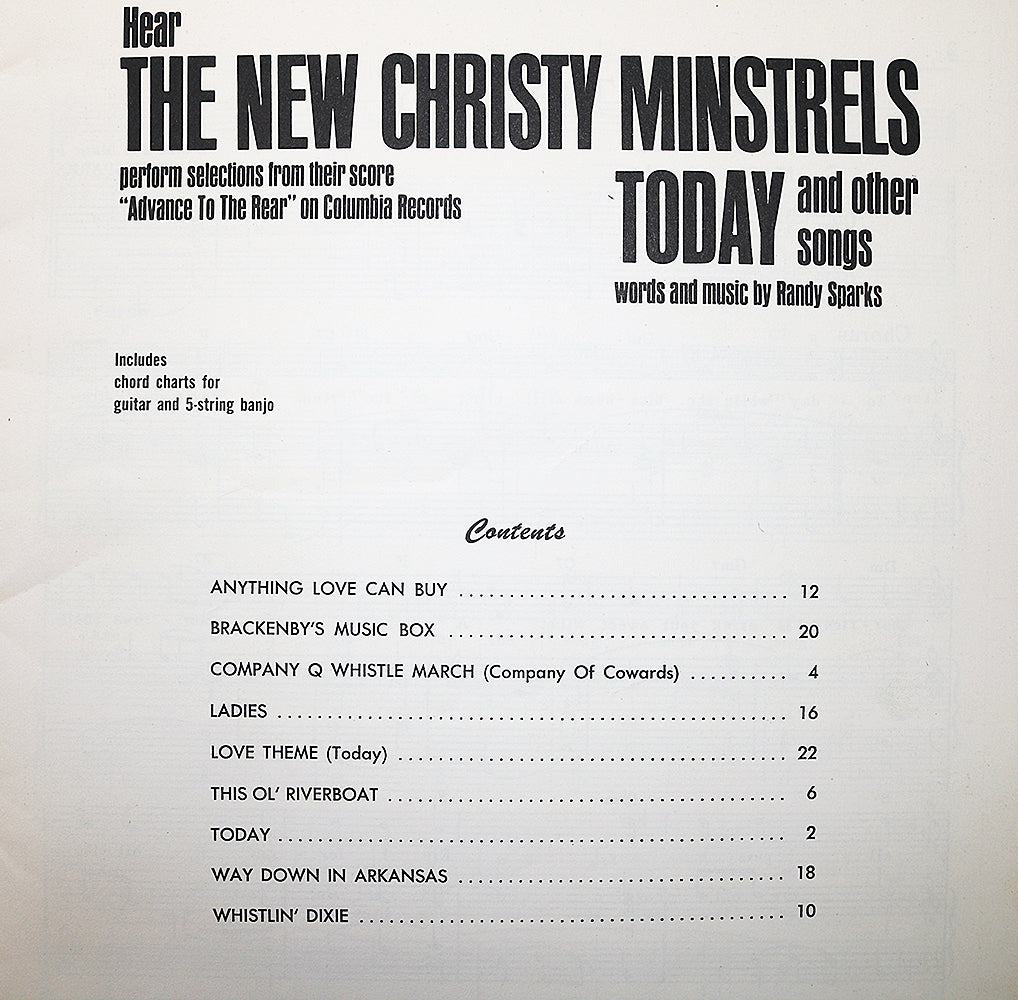 Hear
THE NEW CHRISTY MINSTRELS
perform selections from their score
“Advance To The Rear” on Columbia Records
TODAY and other songs
words and music by Randy Sparks
Includes
chord charts for
guitar and 5-string banjo
Contents
ANYTHING LOVE CAN BUY ................................. 12
BRACKENBY'S MUSIC BOX .................................. 20
COMPANY Q WHISTLE MARCH (Company Of Cowards) .......... 4
LADIES ................................................... 16
LOVE THEME (Today) ....................................... 22
THIS OL' RIVERBOAT ........................................ 6
TODAY ................................................... 2
WAY DOWN IN ARKANSAS ................................. 18
WHISTLIN' DIXIE .......................................... 10